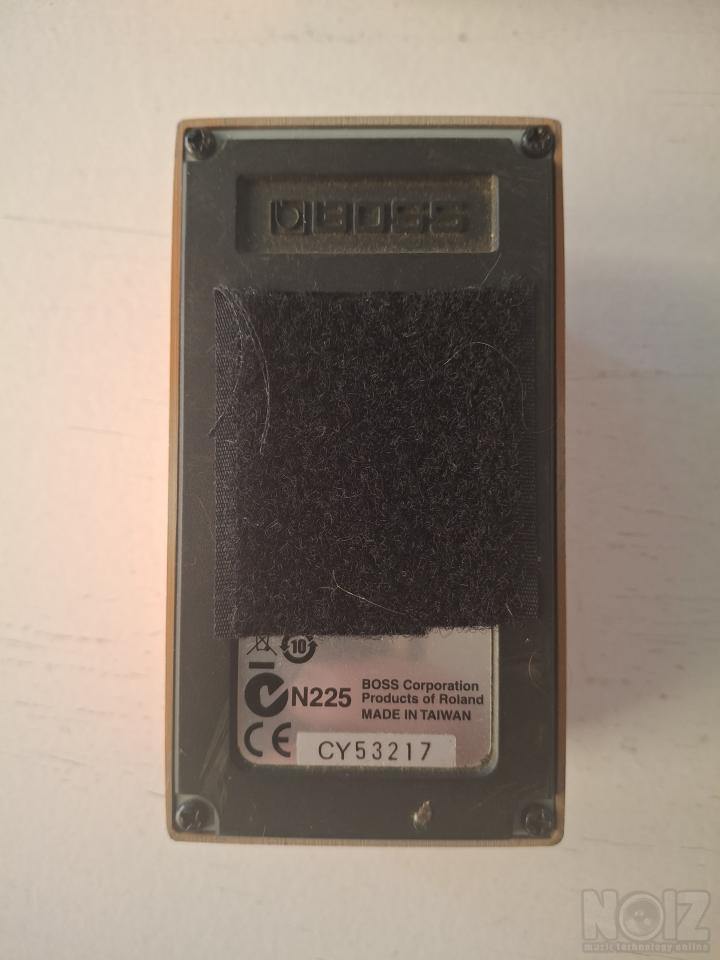 BOSS
10
N225
BOSS Corporation
Products of Roland
MADE IN TAIWAN
CE
CY53217
NOIZ
music technology online